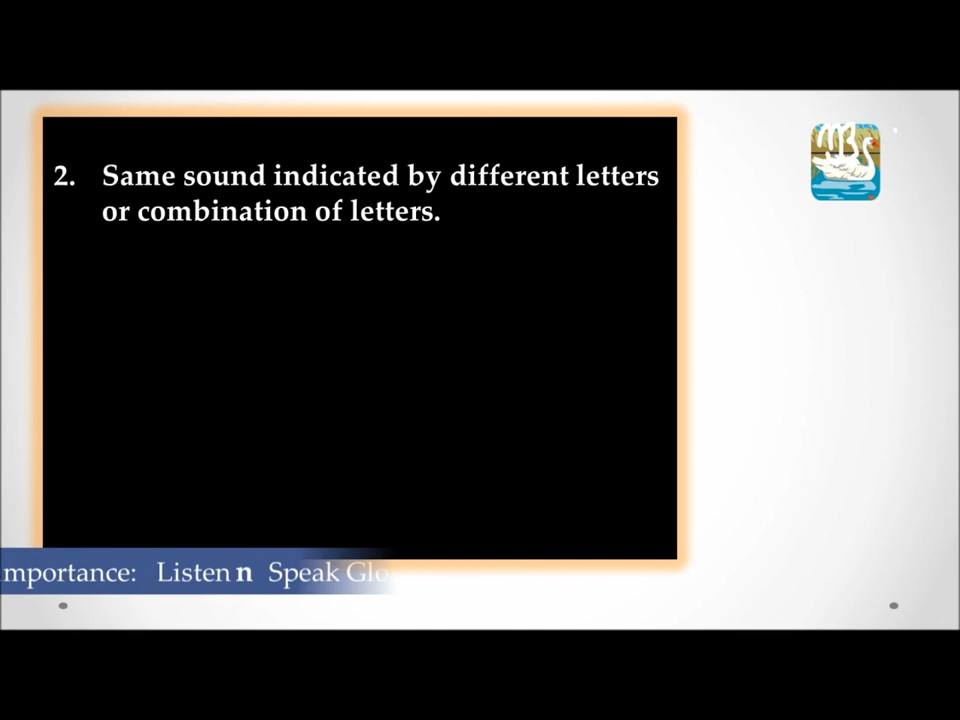 2. Same sound indicated by different letters
or combination of letters.
mportance: Listen n Speak Glo